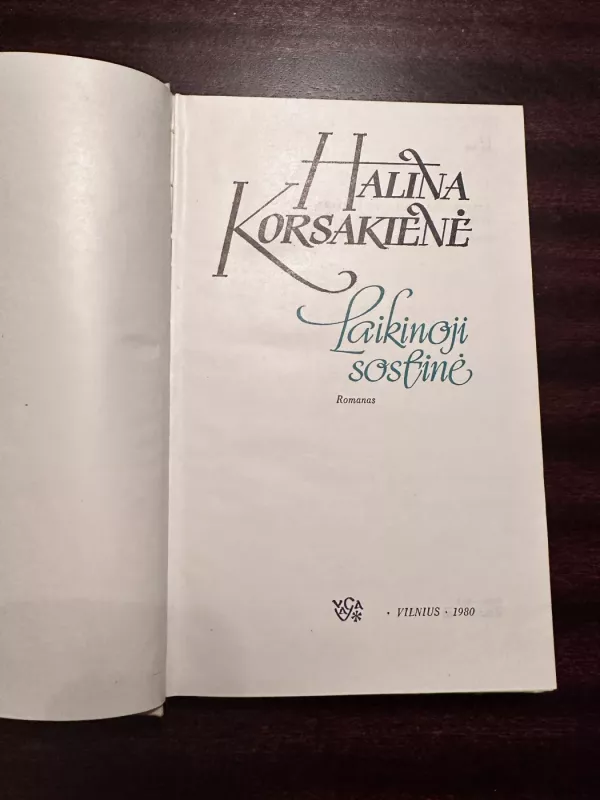 HALINA
KORSAKIENĖ
Laikinoji
sostinė
Romanas
VAGA
· VILNIUS · 1980